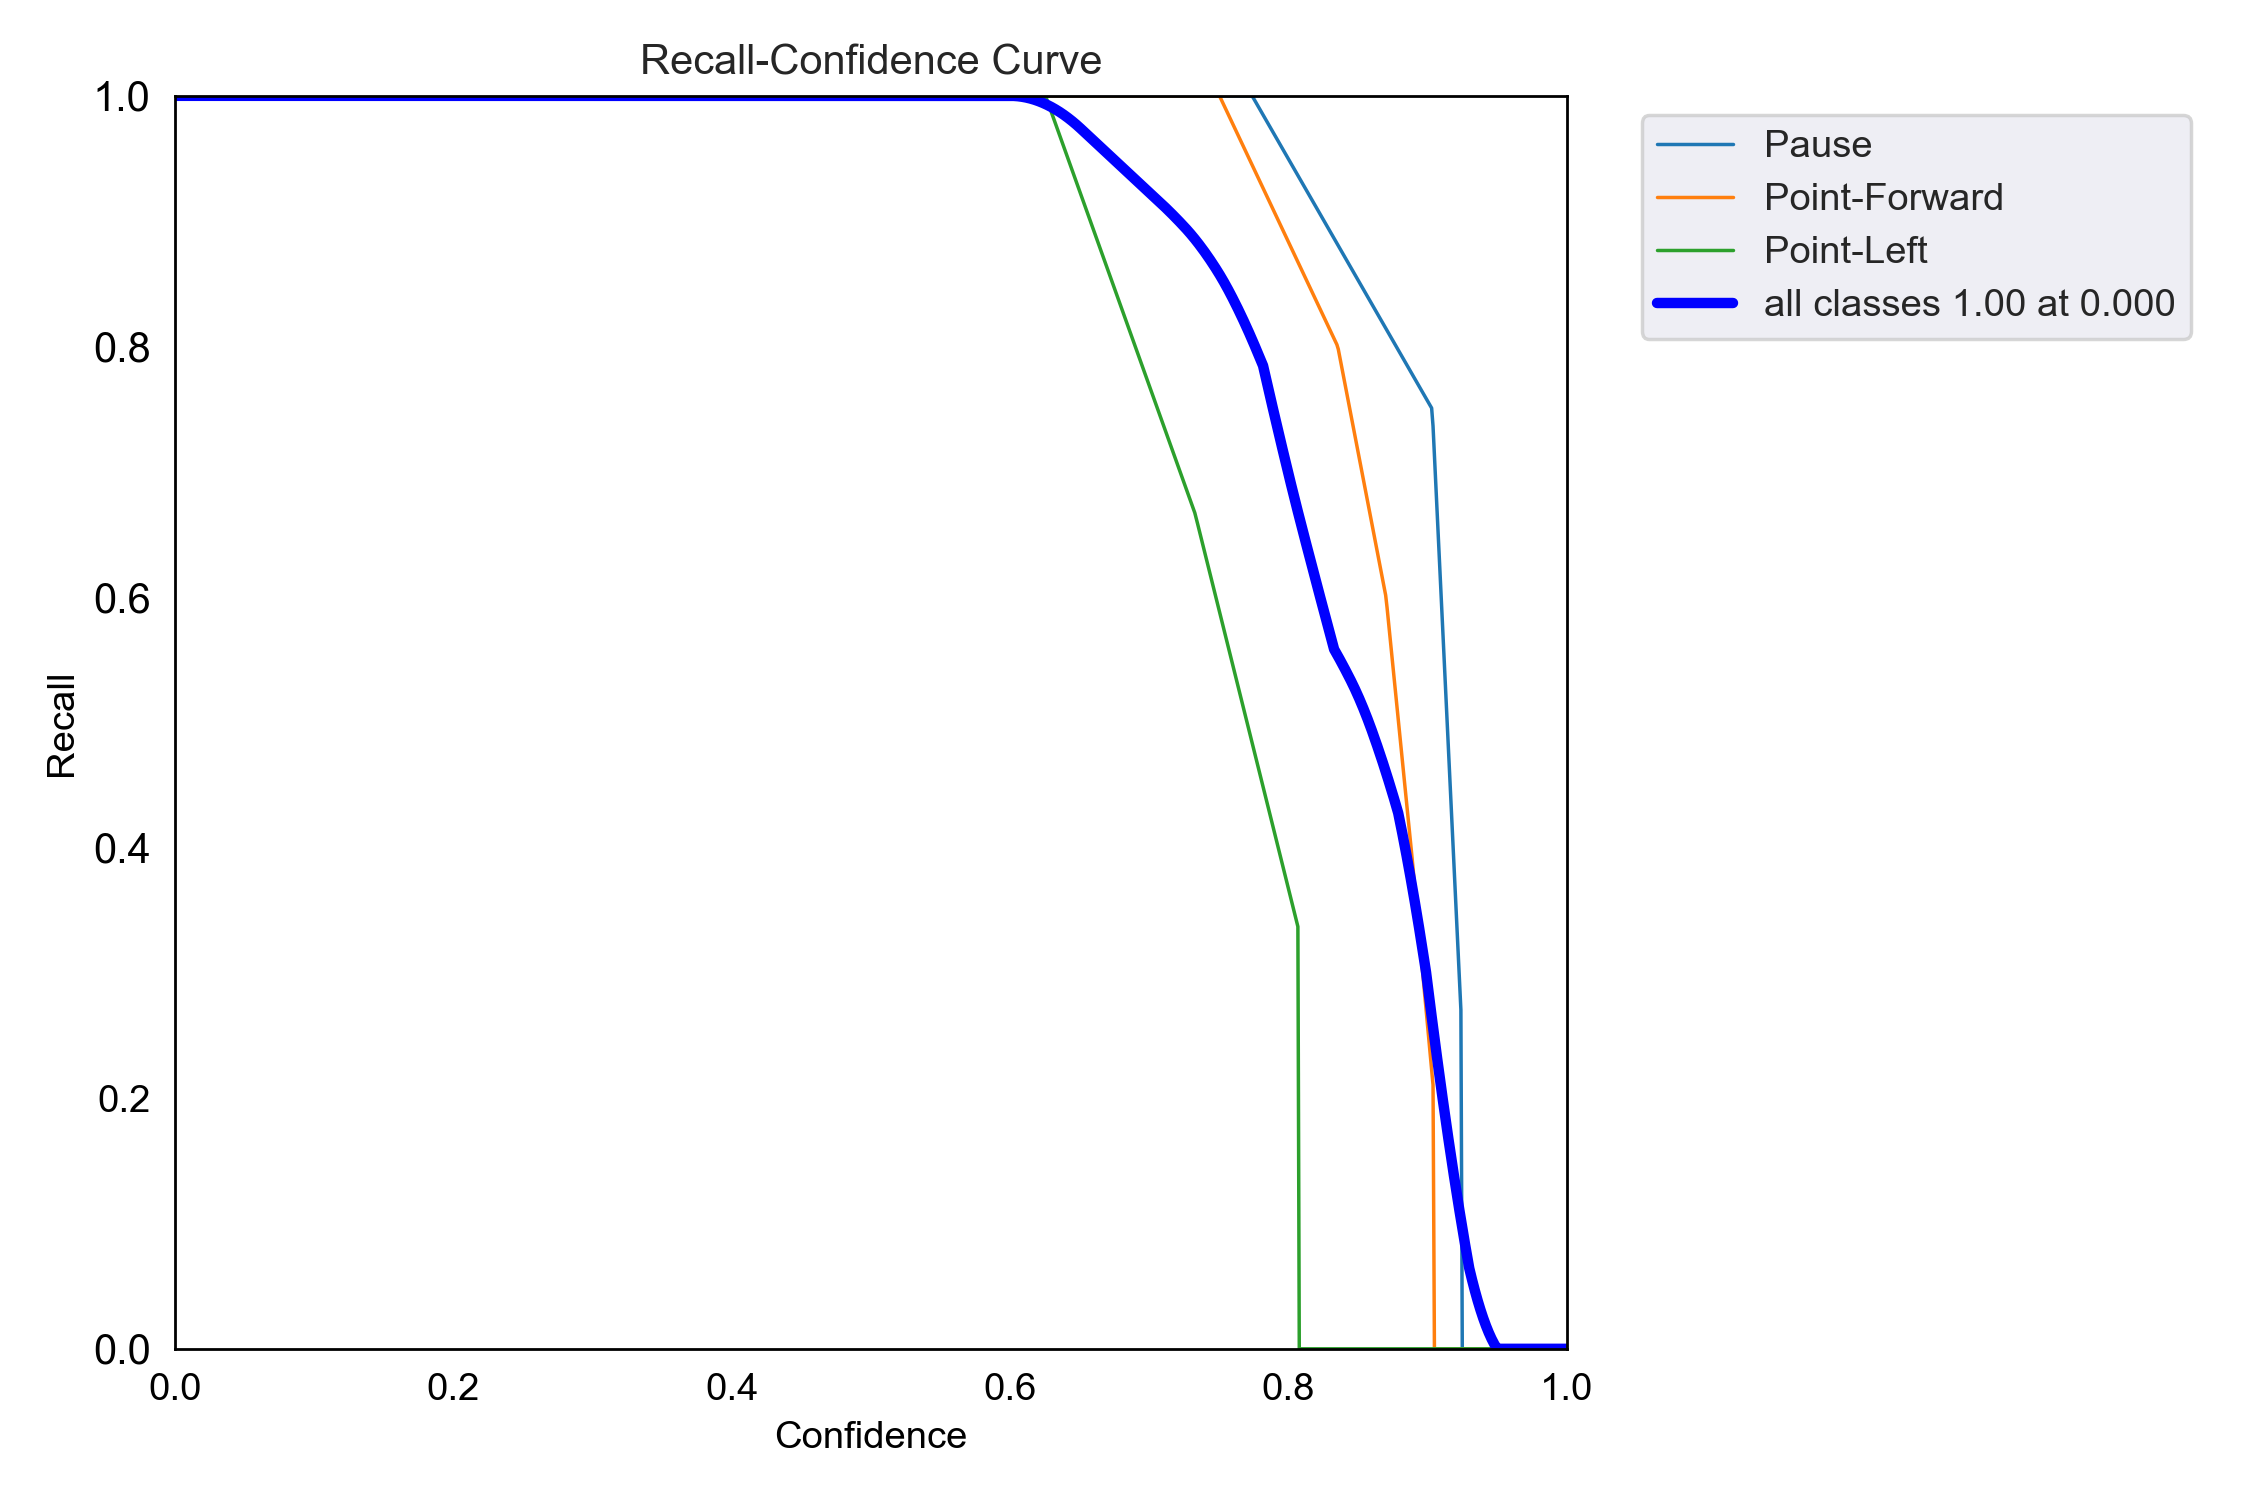 Recall-Confidence Curve
1.0
0.8
0.6
0.4
0.2
0.0
Recall
0.0 0.2 0.4 0.6 0.8 1.0
Confidence
Pause
Point-Forward
Point-Left
all classes 1.00 at 0.000